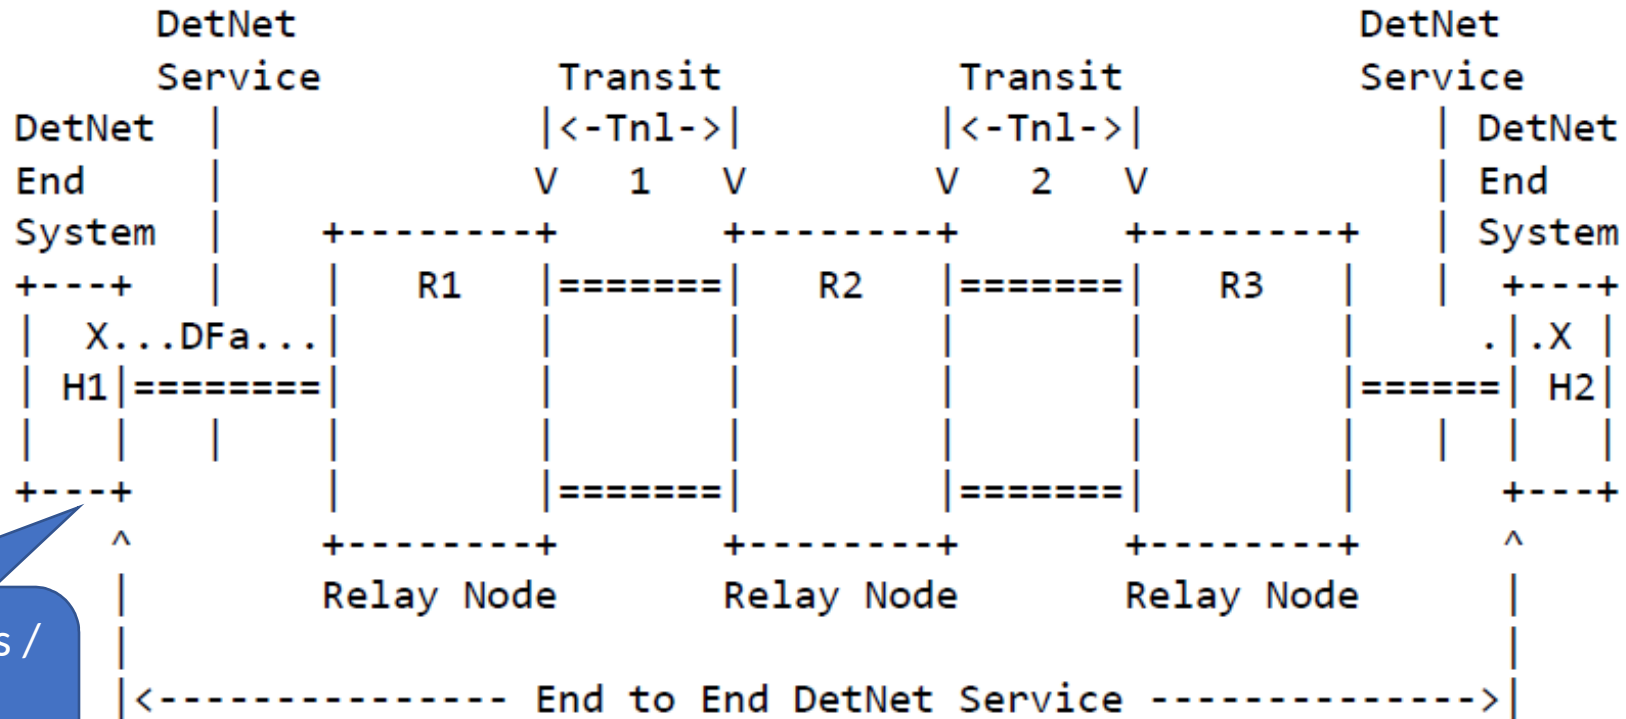 DetNet                                             DetNet
      Service          Transit          Transit          Service
DetNet  |             |<-Tnl->|        |<-Tnl->|            | DetNet
End     |             V   1   V        V   2   V            | End
System  |    +--------+       +--------+       +--------+   | System
+---+   |    |   R1   |=======|   R2   |=======|   R3   |   |  +---+
|  X...DFa...|        |       |        |       |        |     .|.X |
| H1|========|        |       |        |       |        |======| H2|
|   |   |    |        |       |        |       |        |   |  |   |
+---+        |        |=======|        |=======|        |      +---+
    ^        +--------+       +--------+       +--------+      ^
    |        Relay Node       Relay Node       Relay Node      |
s /
    |                                                          |
    |<--------------- End to End DetNet Service -------------->|